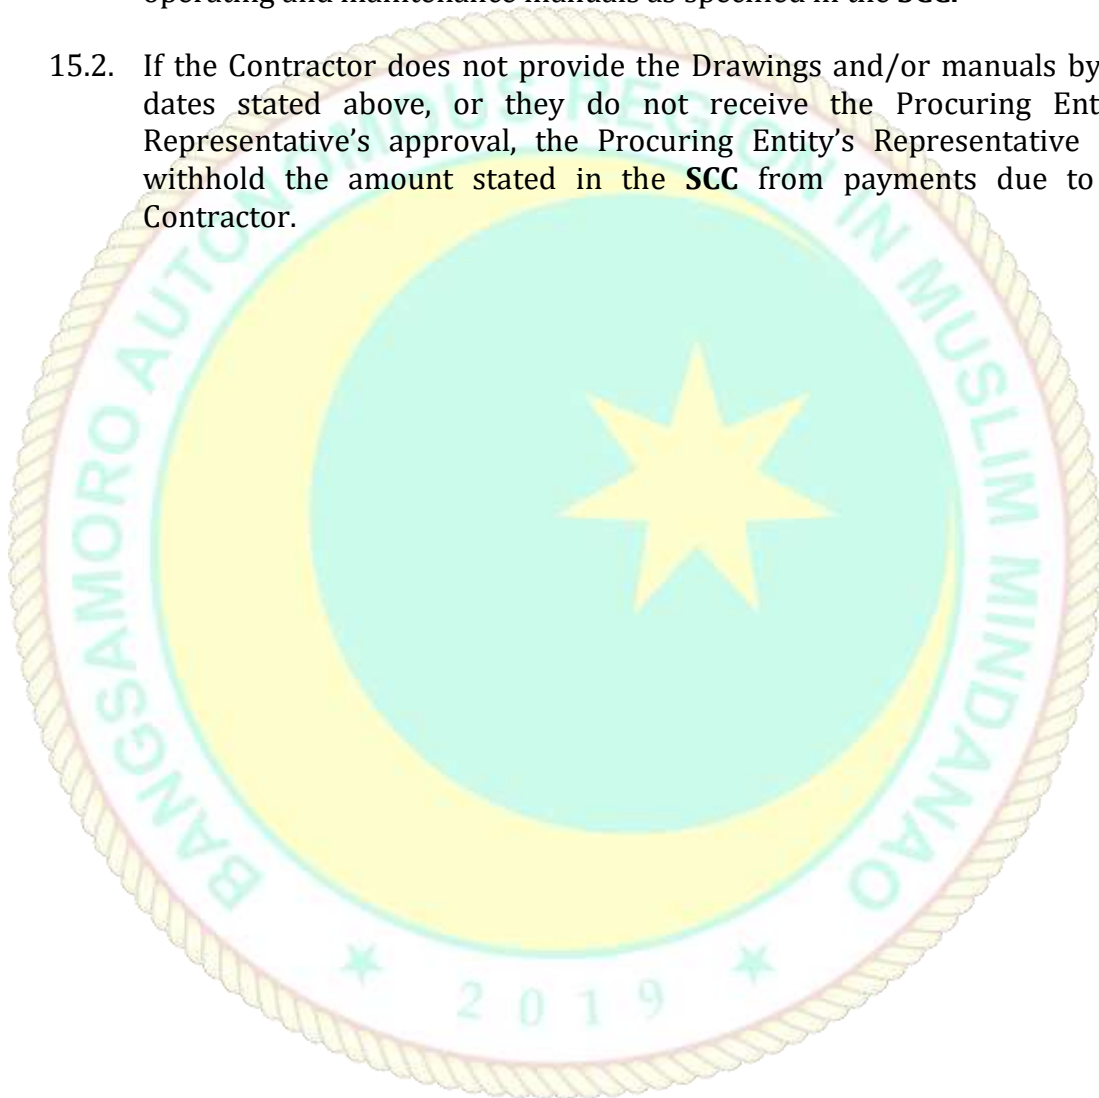 operating and maintenance manuals as specified in the SCC.
15.2. If the Contractor does not provide the Drawings and/or manuals by
dates stated above, or they do not receive the Procuring Ent
Representative’s approval, the Procuring Entity’s Representative
withhold the amount stated in the SCC from payments due to
Contractor.
BANGSAMORO AUTONOMOUS REGION IN MUSLIM MINDANAO
2019